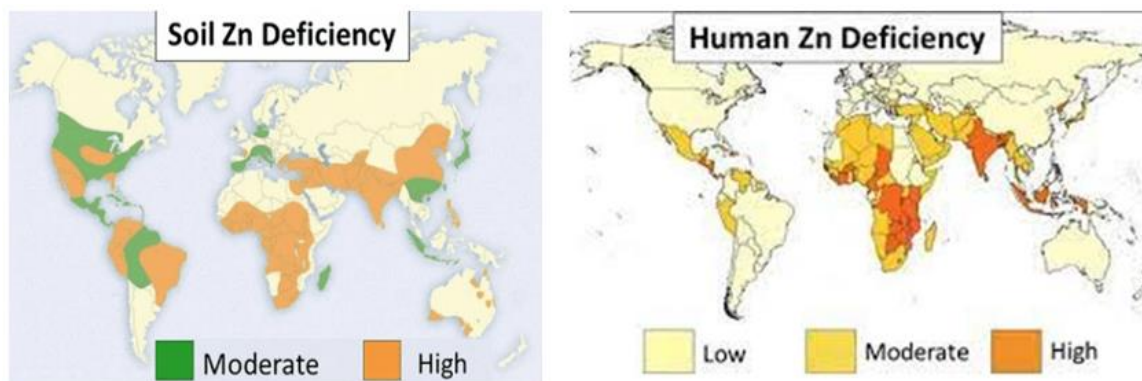 Soil Zn Deficiency
Moderate
High
Human Zn Deficiency
Low
Moderate
High